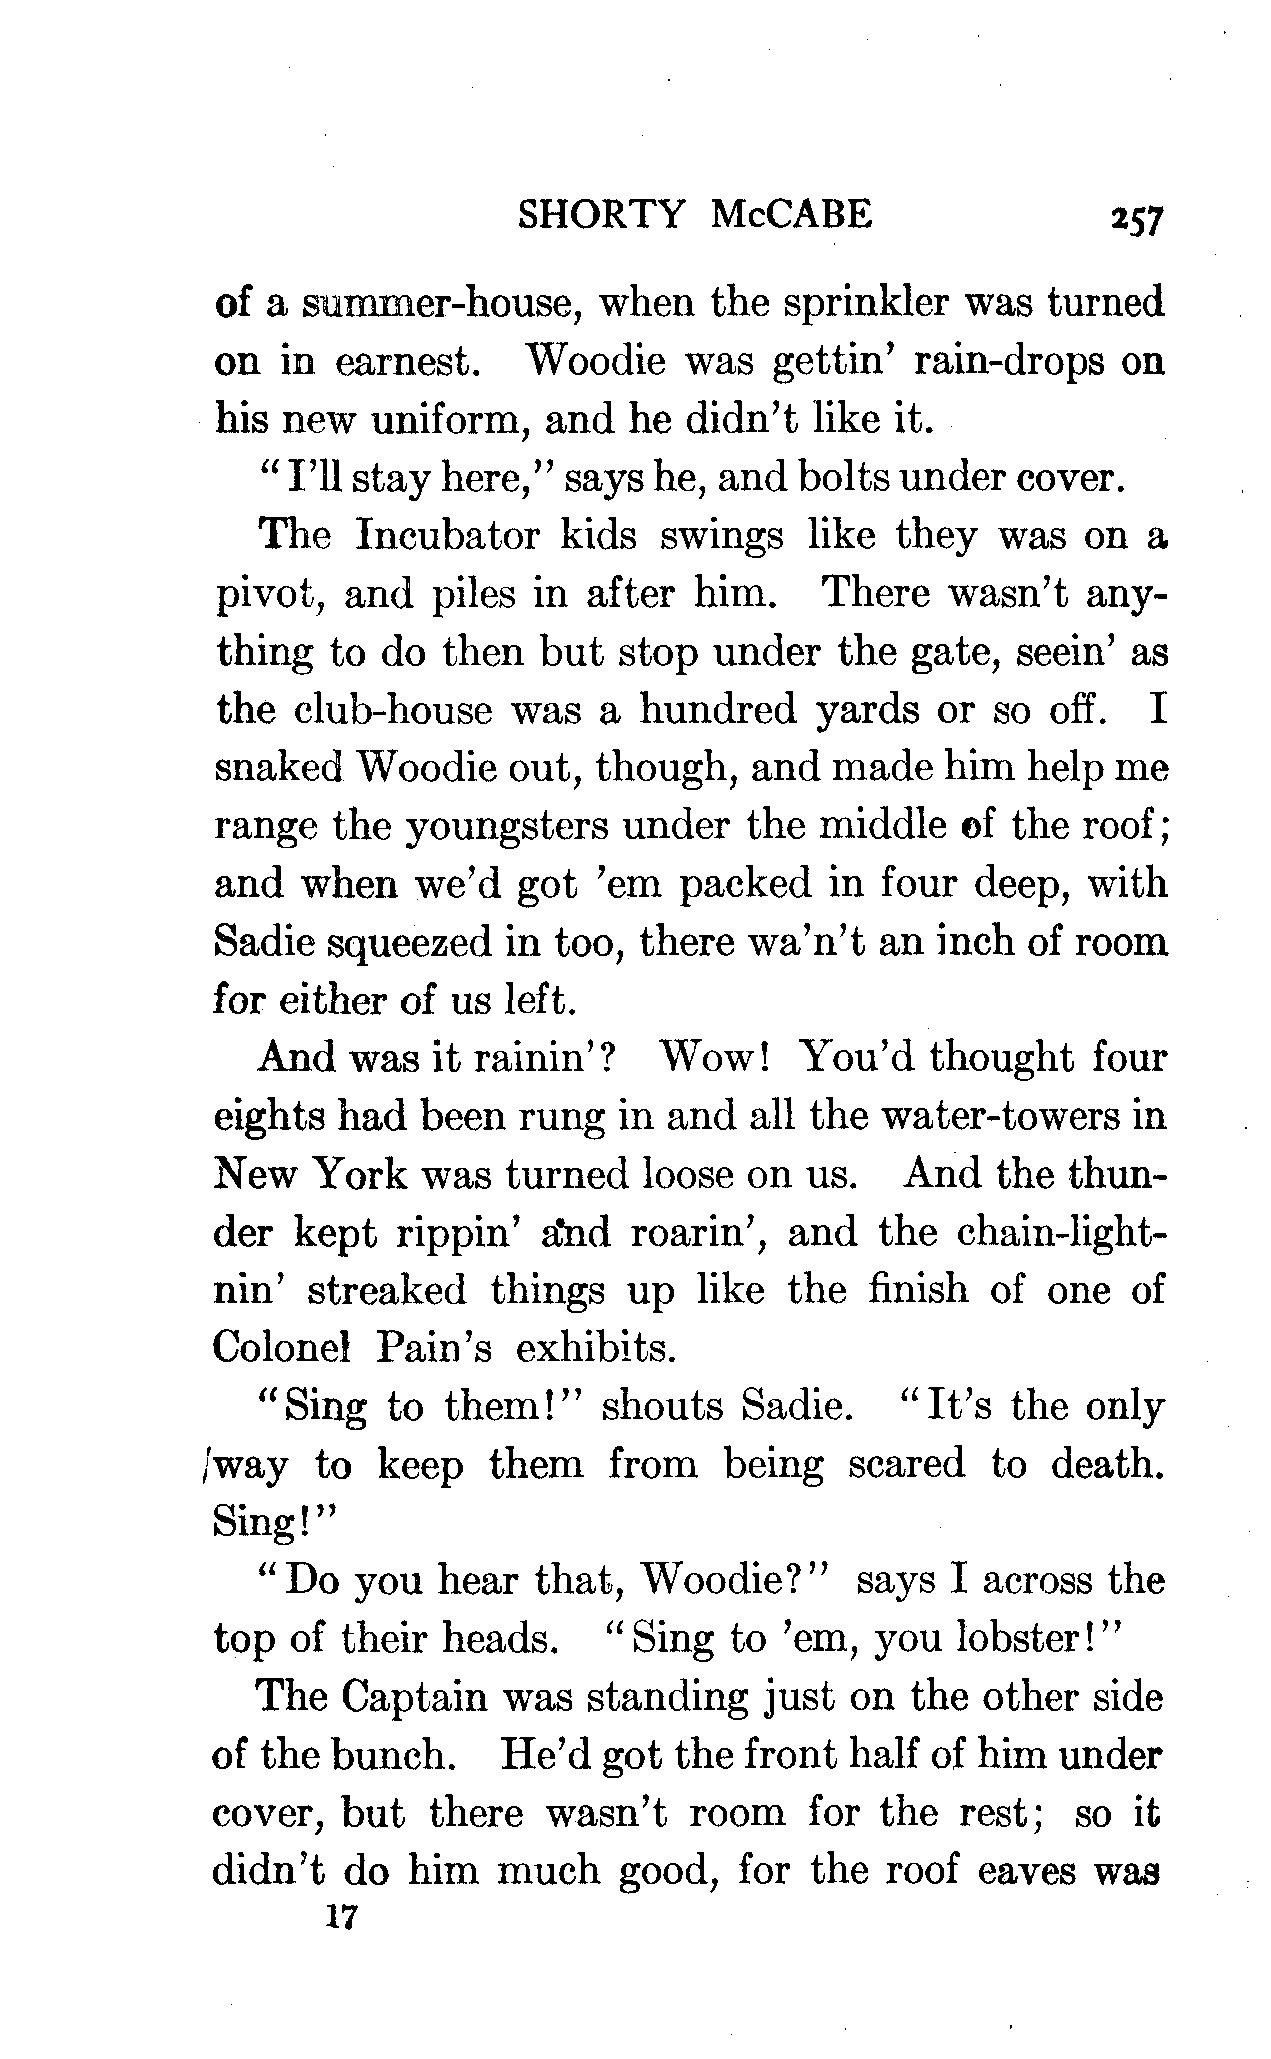 SHORTY McCABE 257
of a summer-house, when the sprinkler was turned
on in earnest. Woodie was gettin' rain-drops on
his new uniform, and he didn't like it.
"I'll stay here," says he, and bolts under cover.
The Incubator kids swings like they was on a
pivot, and piles in after him. There wasn't any-
thing to do then but stop under the gate, seein' as
the club-house was a hundred yards or so off. I
snaked Woodie out, though, and made him help me
range the youngsters under the middle of the roof;
and when we'd got 'em packed in four deep, with
Sadie squeezed in too, there wa'n't an inch of room
for either of us left.
And was it rainin'? Wow! You'd thought four
eights had been rung in and all the water-towers in
New York was turned loose on us. And the thun-
der kept rippin' and roarin', and the chain-light-
nin' streaked things up like the finish of one of
Colonel Pain's exhibits.
"Sing to them!" shouts Sadie. "It's the only
way to keep them from being scared to death.
Sing!"
"Do you hear that, Woodie?" says I across the
top of their heads. "Sing to 'em, you lobster!"
The Captain was standing just on the other side
of the bunch. He'd got the front half of him under
cover, but there wasn't room for the rest; so it
didn't do him much good, for the roof eaves was
17